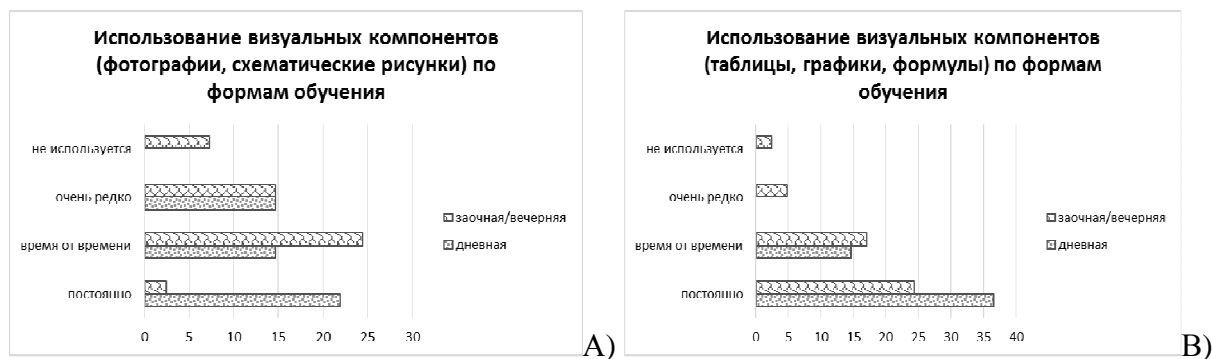 Использование визуальных компонентов
(фотографии, схематические рисунки) по
формам обучения
не используется
очень редко
время от времени
постоянно
0 5 10 15 20 25 30
заочная/вечерняя
дневная
А)
Использование визуальных компонентов
(таблицы, графики, формулы) по формам
обучения
не используется
очень редко
время от времени
постоянно
0 5 10 15 20 25 30 35 40
заочная/вечерняя
дневная
В)